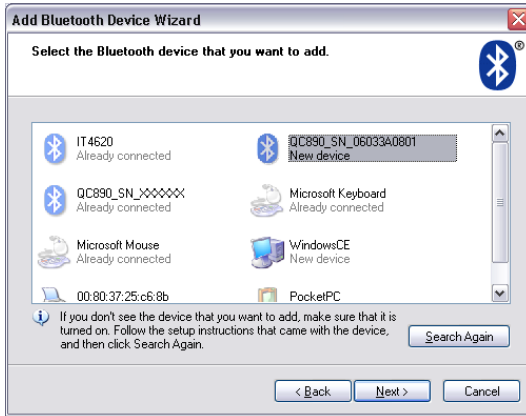 Add Bluetooth Device Wizard
Select the Bluetooth device that you want to add.
®
IT4620
Already connected
QC890_SN_06033A0801
New device
QC890_SN_XXXXXX
Already connected
Microsoft Keyboard
Already connected
Microsoft Mouse
Already connected
WindowsCE
New device
00:80:37:25:c6:8b
PocketPC
If you don't see the device that you want to add, make sure that it is
turned on. Follow the setup instructions that came with the device,
and then click Search Again.
Search Again
< Back
Next >
Cancel